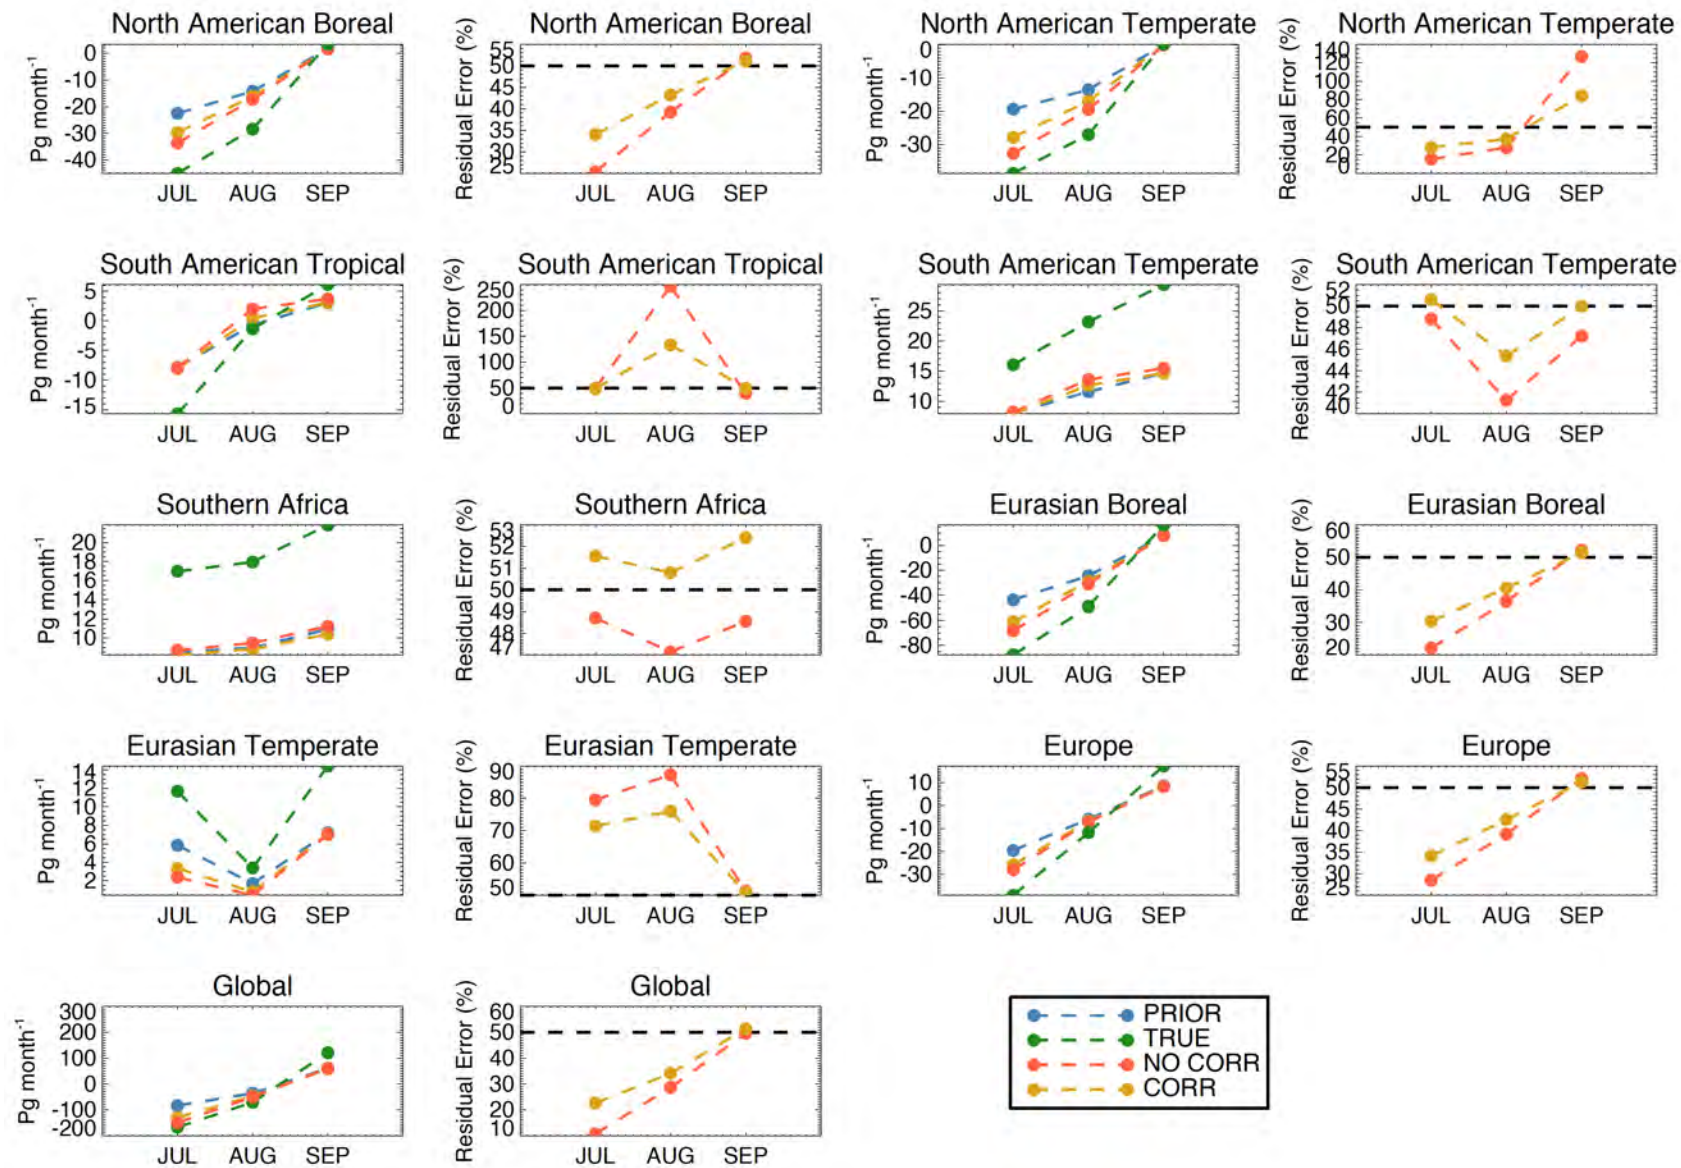 North American Boreal
Pg month⁻¹
0
-10
-20
-30
-40
JUL AUG SEP
North American Boreal
Residual Error (%)
55
50
45
40
35
30
25
JUL AUG SEP
North American Temperate
Pg month⁻¹
0
-10
-20
-30
JUL AUG SEP
North American Temperate
Residual Error (%)
140
120
100
80
60
40
20
0
JUL AUG SEP
South American Tropical
Pg month⁻¹
5
0
-5
-10
-15
JUL AUG SEP
South American Tropical
Residual Error (%)
250
200
150
100
50
0
JUL AUG SEP
South American Temperate
Pg month⁻¹
25
20
15
10
JUL AUG SEP
South American Temperate
Residual Error (%)
52
50
48
46
44
42
40
JUL AUG SEP
Southern Africa
Pg month⁻¹
20
18
16
14
12
10
JUL AUG SEP
Southern Africa
Residual Error (%)
53
52
51
50
49
48
47
JUL AUG SEP
Eurasian Boreal
Pg month⁻¹
0
-20
-40
-60
-80
JUL AUG SEP
Eurasian Boreal
Residual Error (%)
60
50
40
30
20
JUL AUG SEP
Eurasian Temperate
Pg month⁻¹
14
12
10
8
6
4
2
JUL AUG SEP
Eurasian Temperate
Residual Error (%)
90
80
70
60
50
JUL AUG SEP
Europe
Pg month⁻¹
10
0
-10
-20
-30
JUL AUG SEP
Europe
Residual Error (%)
55
50
45
40
35
30
25
JUL AUG SEP
Global
Pg month⁻¹
300
200
100
0
-100
-200
JUL AUG SEP
Global
Residual Error (%)
60
50
40
30
20
10
JUL AUG SEP
PRIOR
TRUE
NO CORR
CORR